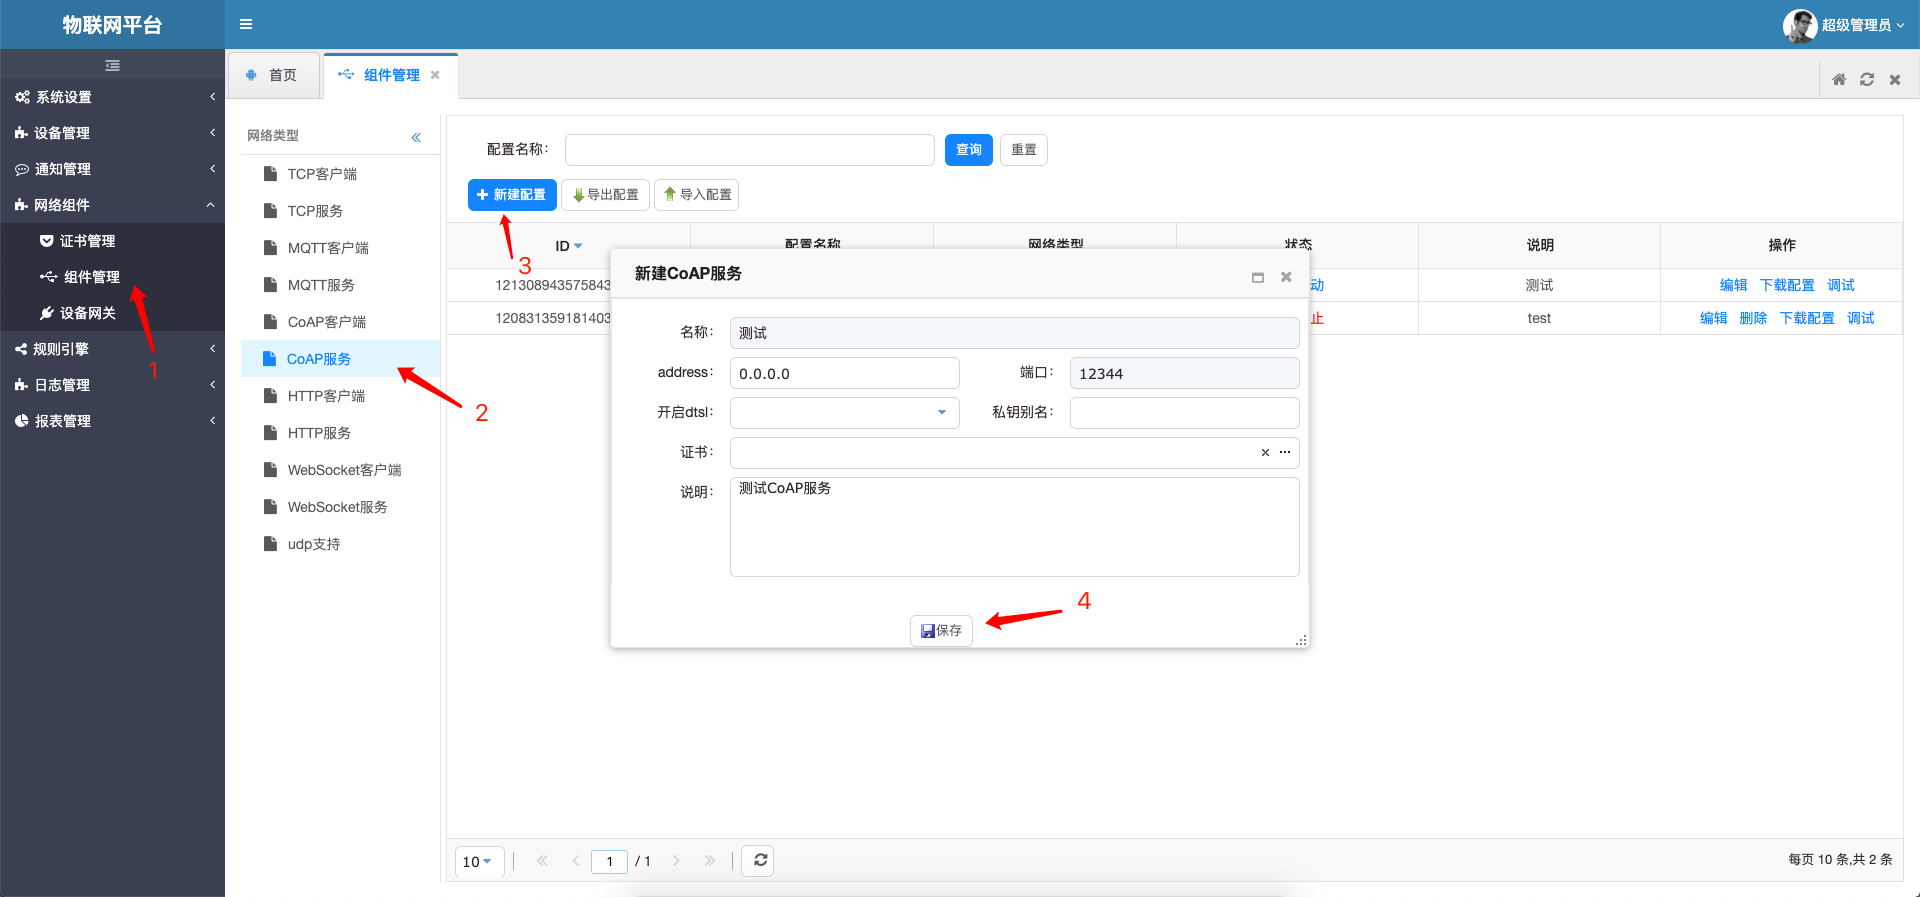 物联网平台
超级管理员
首页
组件管理
系统设置
设备管理
通知管理
网络组件
证书管理
组件管理
设备网关
规则引擎
日志管理
报表管理
1
网络类型
TCP客户端
TCP服务
MQTT客户端
MQTT服务
CoAP客户端
CoAP服务
HTTP客户端
HTTP服务
WebSocket客户端
WebSocket服务
udp支持
2
配置名称：
查询 重置
新建配置 导出配置 导入配置
3
ID 配置名称 网络类型 状态 说明 操作
121308943575843 动 测试 编辑 下载配置 调试
120831359181403 止 test 编辑 删除 下载配置 调试
新建CoAP服务
名称： 测试
address： 0.0.0.0 端口： 12344
开启dtsl： 私钥别名：
证书： ...
说明： 测试CoAP服务
保存
4
10 1 / 1 每页 10 条,共 2 条